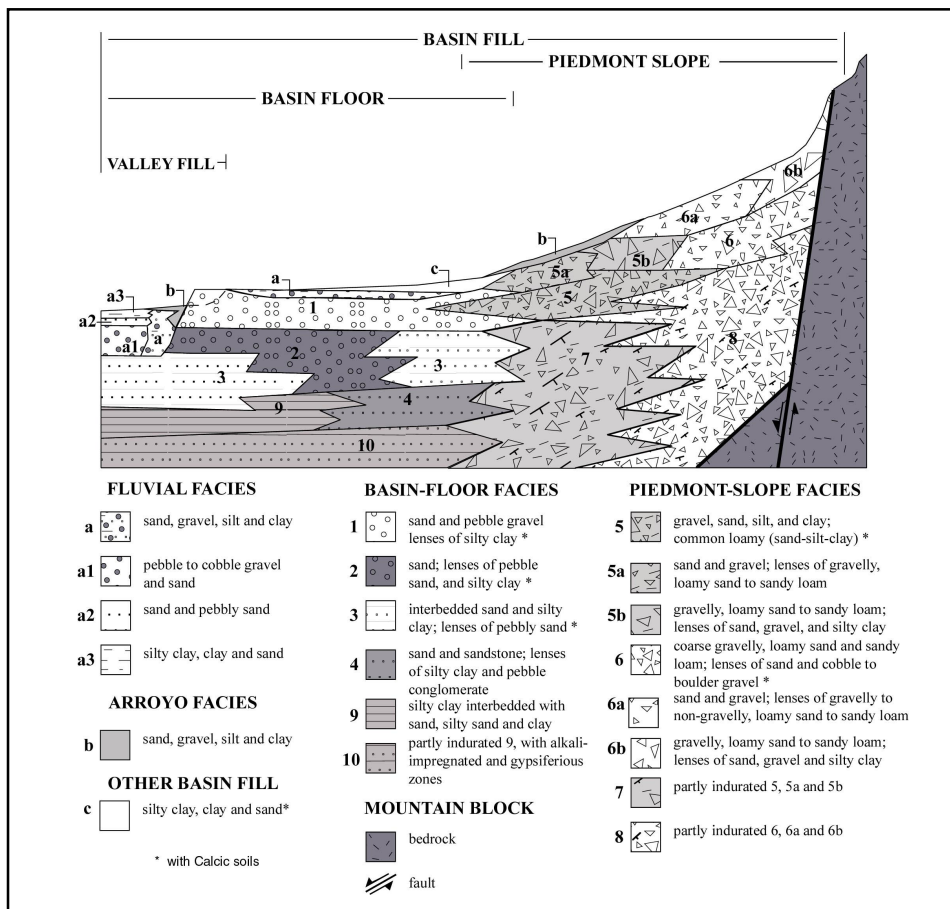 BASIN FILL
PIEDMONT SLOPE
BASIN FLOOR
VALLEY FILL
6b
6a
6
b
5b
5a
c
5
a
a3
b
1
a2
a1
a
2
8
7
3
3
4
9
10
FLUVIAL FACIES
a
sand, gravel, silt and clay
a1
pebble to cobble gravel
and sand
a2
sand and pebbly sand
a3
silty clay, clay and sand
ARROYO FACIES
b
sand, gravel, silt and clay
OTHER BASIN FILL
c
silty clay, clay and sand*
* with Calcic soils
BASIN-FLOOR FACIES
1
sand and pebble gravel
lenses of silty clay *
2
sand; lenses of pebble
sand, and silty clay *
3
interbedded sand and silty
clay; lenses of pebbly sand *
4
sand and sandstone; lenses
of silty clay and pebble
conglomerate
9
silty clay interbedded with
sand, silty sand and clay
10
partly indurated 9, with alkali-
impregnated and gypsiferious
zones
MOUNTAIN BLOCK
bedrock
fault
PIEDMONT-SLOPE FACIES
5
gravel, sand, silt, and clay;
common loamy (sand-silt-clay) *
5a
sand and gravel; lenses of gravelly,
loamy sand to sandy loam
5b
gravelly, loamy sand to sandy loam;
lenses of sand, gravel, and silty clay
6
coarse gravelly, loamy sand and sandy
loam; lenses of sand and cobble to
boulder gravel *
6a
sand and gravel; lenses of gravelly to
non-gravelly, loamy sand to sandy loam
6b
gravelly, loamy sand to sandy loam;
lenses of sand, gravel and silty clay
7
partly indurated 5, 5a and 5b
8
partly indurated 6, 6a and 6b